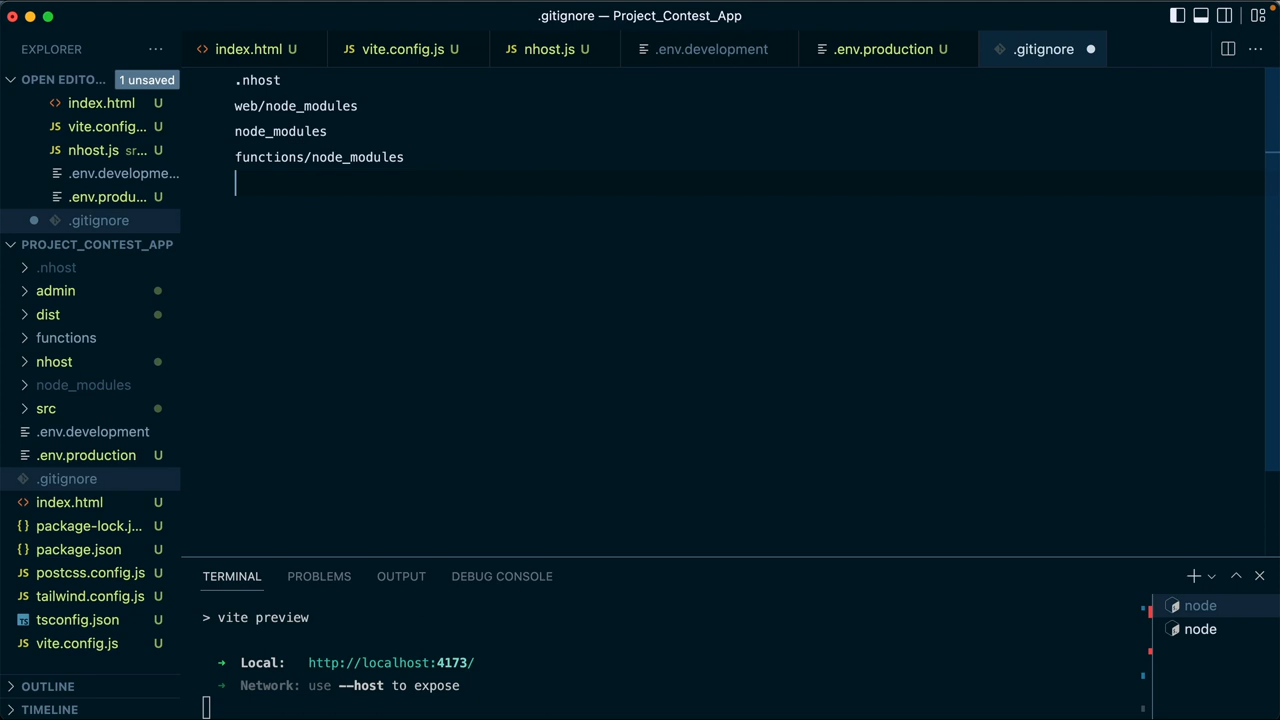 .gitignore — Project_Contest_App
EXPLORER
index.html U
vite.config.js U
nhost.js U
.env.development
.env.production U
.gitignore
OPEN EDITO... 1 unsaved
index.html U
vite.config... U
nhost.js sr... U
.env.developme...
.env.produ... U
.gitignore
PROJECT_CONTEST_APP
.nhost
admin
dist
functions
nhost
node_modules
src
.env.development
.env.production U
.gitignore
index.html U
package-lock.j... U
package.json U
postcss.config.js U
tailwind.config.js U
tsconfig.json U
vite.config.js U
OUTLINE
TIMELINE
.nhost
web/node_modules
node_modules
functions/node_modules
TERMINAL PROBLEMS OUTPUT DEBUG CONSOLE
> vite preview
➜ Local: http://localhost:4173/
➜ Network: use --host to expose
node
node